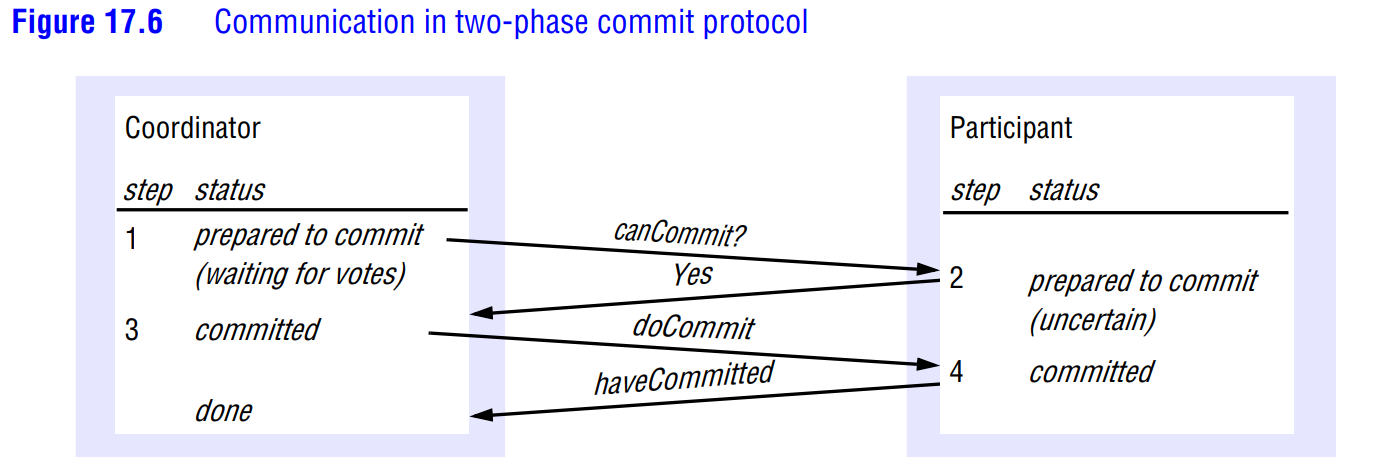 Figure 17.6 Communication in two-phase commit protocol
Coordinator
step status
1 prepared to commit
(waiting for votes)
3 committed
done
canCommit?
Yes
doCommit
haveCommitted
Participant
step status
2 prepared to commit
(uncertain)
4 committed